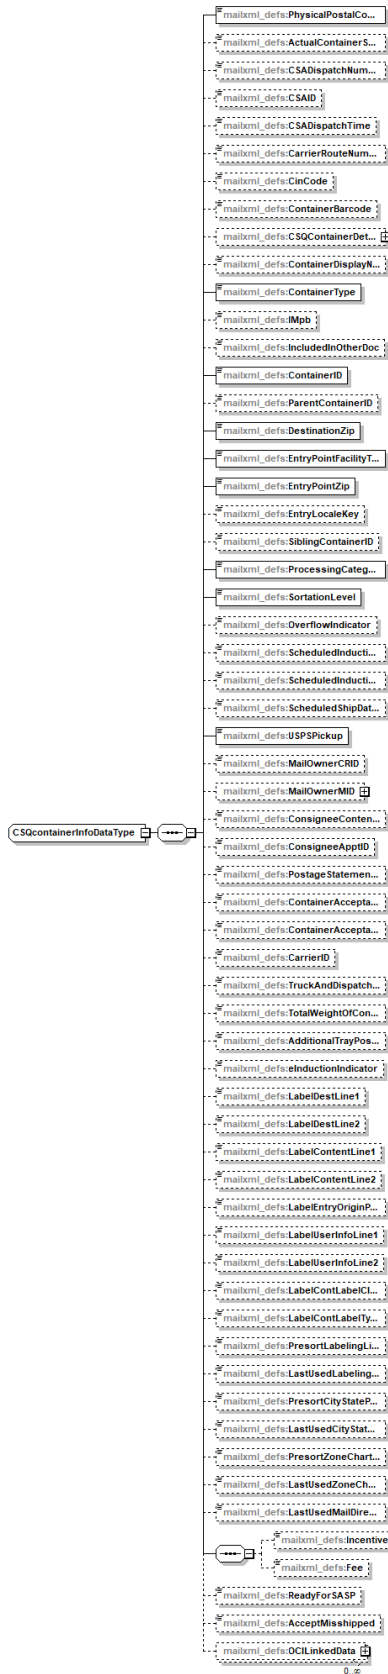 mailxml_defs:PhysicalPostalCo...
mailxml_defs:ActualContainerS...
mailxml_defs:CSADispatchNum...
mailxml_defs:CSAID
mailxml_defs:CSADispatchTime
mailxml_defs:CarrierRouteNum...
mailxml_defs:CinCode
mailxml_defs:ContainerBarcode
mailxml_defs:CSQContainerDet...
mailxml_defs:ContainerDisplayN...
mailxml_defs:ContainerType
mailxml_defs:IMpb
mailxml_defs:IncludedInOtherDoc
mailxml_defs:ContainerID
mailxml_defs:ParentContainerID
mailxml_defs:DestinationZip
mailxml_defs:EntryPointFacilityT...
mailxml_defs:EntryPointZip
mailxml_defs:EntryLocaleKey
mailxml_defs:SiblingContainerID
mailxml_defs:ProcessingCateg...
mailxml_defs:SortationLevel
mailxml_defs:OverflowIndicator
mailxml_defs:ScheduledInducti...
mailxml_defs:ScheduledInducti...
mailxml_defs:ScheduledShipDat...
mailxml_defs:USPSPickup
mailxml_defs:MailOwnerCRID
mailxml_defs:MailOwnerMID
mailxml_defs:ConsigneeConten...
CSQcontainerInfoDataType
mailxml_defs:ConsigneeApptID
mailxml_defs:PostageStatemen...
mailxml_defs:ContainerAccepta...
mailxml_defs:ContainerAccepta...
mailxml_defs:CarrierID
mailxml_defs:TruckAndDispatch...
mailxml_defs:TotalWeightOfCon...
mailxml_defs:AdditionalTrayPos...
mailxml_defs:eInductionIndicator
mailxml_defs:LabelDestLine1
mailxml_defs:LabelDestLine2
mailxml_defs:LabelContentLine1
mailxml_defs:LabelContentLine2
mailxml_defs:LabelEntryOriginP...
mailxml_defs:LabelUserInfoLine1
mailxml_defs:LabelUserInfoLine2
mailxml_defs:LabelContLabelCl...
mailxml_defs:LabelContLabelTy...
mailxml_defs:PresortLabelingLi...
mailxml_defs:LastUsedLabeling...
mailxml_defs:PresortCityStateP...
mailxml_defs:LastUsedCityStat...
mailxml_defs:PresortZoneChart...
mailxml_defs:LastUsedZoneCh...
mailxml_defs:LastUsedMailDire...
mailxml_defs:Incentive
mailxml_defs:Fee
mailxml_defs:ReadyForSASP
mailxml_defs:AcceptMisshipped
mailxml_defs:OCILinkedData
0..∞